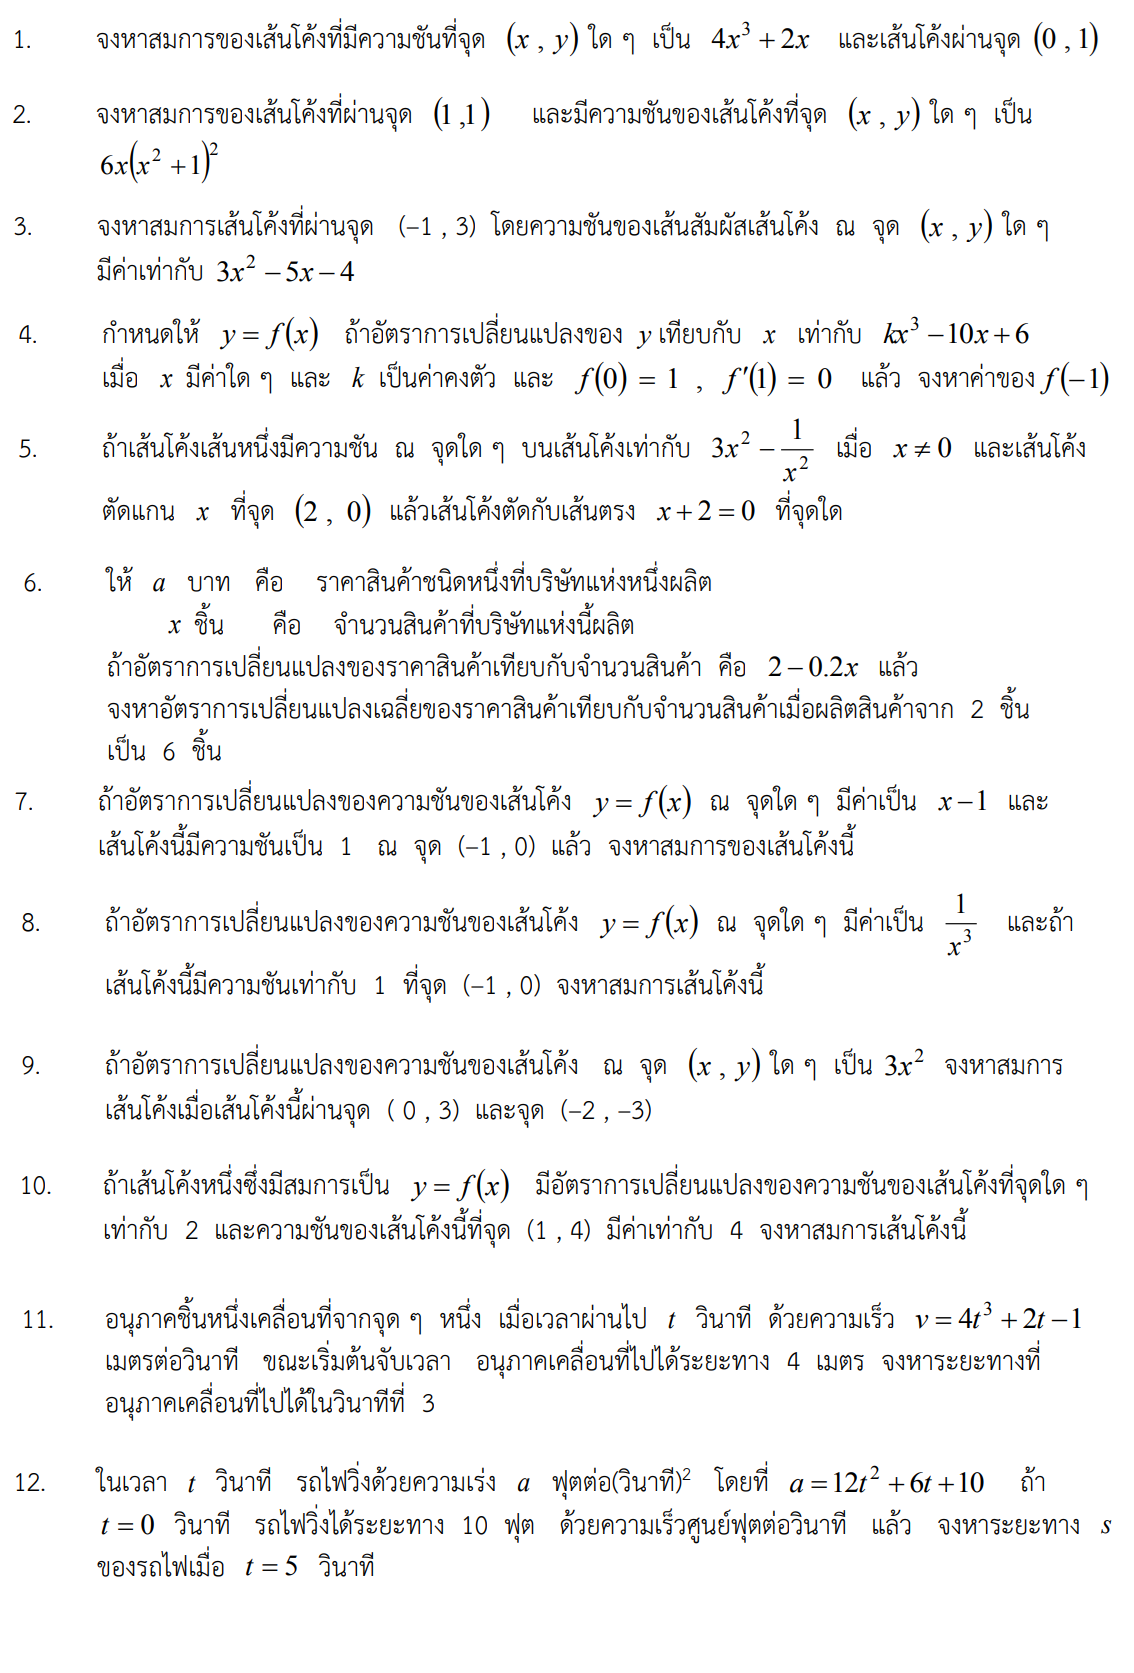 1. จงหาสมการของเส้นโค้งที่มีความชันที่จุด (x , y) ใด ๆ เป็น 4x³ + 2x และเส้นโค้งผ่านจุด (0 , 1)
2. จงหาสมการของเส้นโค้งที่ผ่านจุด (1 ,1) และมีความชันของเส้นโค้งที่จุด (x , y) ใด ๆ เป็น
6x(x² + 1)²
3. จงหาสมการเส้นโค้งที่ผ่านจุด (–1 , 3) โดยความชันของเส้นสัมผัสเส้นโค้ง ณ จุด (x , y) ใด ๆ
มีค่าเท่ากับ 3x² – 5x – 4
4. กำหนดให้ y = f(x) ถ้าอัตราการเปลี่ยนแปลงของ y เทียบกับ x เท่ากับ kx³ – 10x + 6
เมื่อ x มีค่าใด ๆ และ k เป็นค่าคงตัว และ f(0) = 1 , f′(1) = 0 แล้ว จงหาค่าของ f(– 1)
5. ถ้าเส้นโค้งเส้นหนึ่งมีความชัน ณ จุดใด ๆ บนเส้นโค้งเท่ากับ 3x² – 1/x² เมื่อ x ≠ 0 และเส้นโค้ง
ตัดแกน x ที่จุด (2 , 0) แล้วเส้นโค้งตัดกับเส้นตรง x + 2 = 0 ที่จุดใด
6. ให้ a บาท คือ ราคาสินค้าชนิดหนึ่งที่บริษัทแห่งหนึ่งผลิต
x ชิ้น คือ จำนวนสินค้าที่บริษัทแห่งนี้ผลิต
ถ้าอัตราการเปลี่ยนแปลงของราคาสินค้าเทียบกับจำนวนสินค้า คือ 2 – 0.2x แล้ว
จงหาอัตราการเปลี่ยนแปลงเฉลี่ยของราคาสินค้าเทียบกับจำนวนสินค้าเมื่อผลิตสินค้าจาก 2 ชิ้น
เป็น 6 ชิ้น
7. ถ้าอัตราการเปลี่ยนแปลงของความชันของเส้นโค้ง y = f(x) ณ จุดใด ๆ มีค่าเป็น x – 1 และ
เส้นโค้งนี้มีความชันเป็น 1 ณ จุด (–1 , 0) แล้ว จงหาสมการของเส้นโค้งนี้
8. ถ้าอัตราการเปลี่ยนแปลงของความชันของเส้นโค้ง y = f(x) ณ จุดใด ๆ มีค่าเป็น 1/x³ และถ้า
เส้นโค้งนี้มีความชันเท่ากับ 1 ที่จุด (–1 , 0) จงหาสมการเส้นโค้งนี้
9. ถ้าอัตราการเปลี่ยนแปลงของความชันของเส้นโค้ง ณ จุด (x , y) ใด ๆ เป็น 3x² จงหาสมการ
เส้นโค้งเมื่อเส้นโค้งนี้ผ่านจุด ( 0 , 3) และจุด (–2 , –3)
10. ถ้าเส้นโค้งหนึ่งซึ่งมีสมการเป็น y = f(x) มีอัตราการเปลี่ยนแปลงของความชันของเส้นโค้งที่จุดใด ๆ
เท่ากับ 2 และความชันของเส้นโค้งนี้ที่จุด (1 , 4) มีค่าเท่ากับ 4 จงหาสมการเส้นโค้งนี้
11. อนุภาคชิ้นหนึ่งเคลื่อนที่จากจุด ๆ หนึ่ง เมื่อเวลาผ่านไป t วินาที ด้วยความเร็ว v = 4t³ + 2t – 1
เมตรต่อวินาที ขณะเริ่มต้นจับเวลา อนุภาคเคลื่อนที่ไปได้ระยะทาง 4 เมตร จงหาระยะทางที่
อนุภาคเคลื่อนที่ไปได้ในวินาทีที่ 3
12. ในเวลา t วินาที รถไฟวิ่งด้วยความเร่ง a ฟุตต่อ(วินาที)² โดยที่ a = 12t² + 6t + 10 ถ้า
t = 0 วินาที รถไฟวิ่งได้ระยะทาง 10 ฟุต ด้วยความเร็วศูนย์ฟุตต่อวินาที แล้ว จงหาระยะทาง s
ของรถไฟเมื่อ t = 5 วินาที